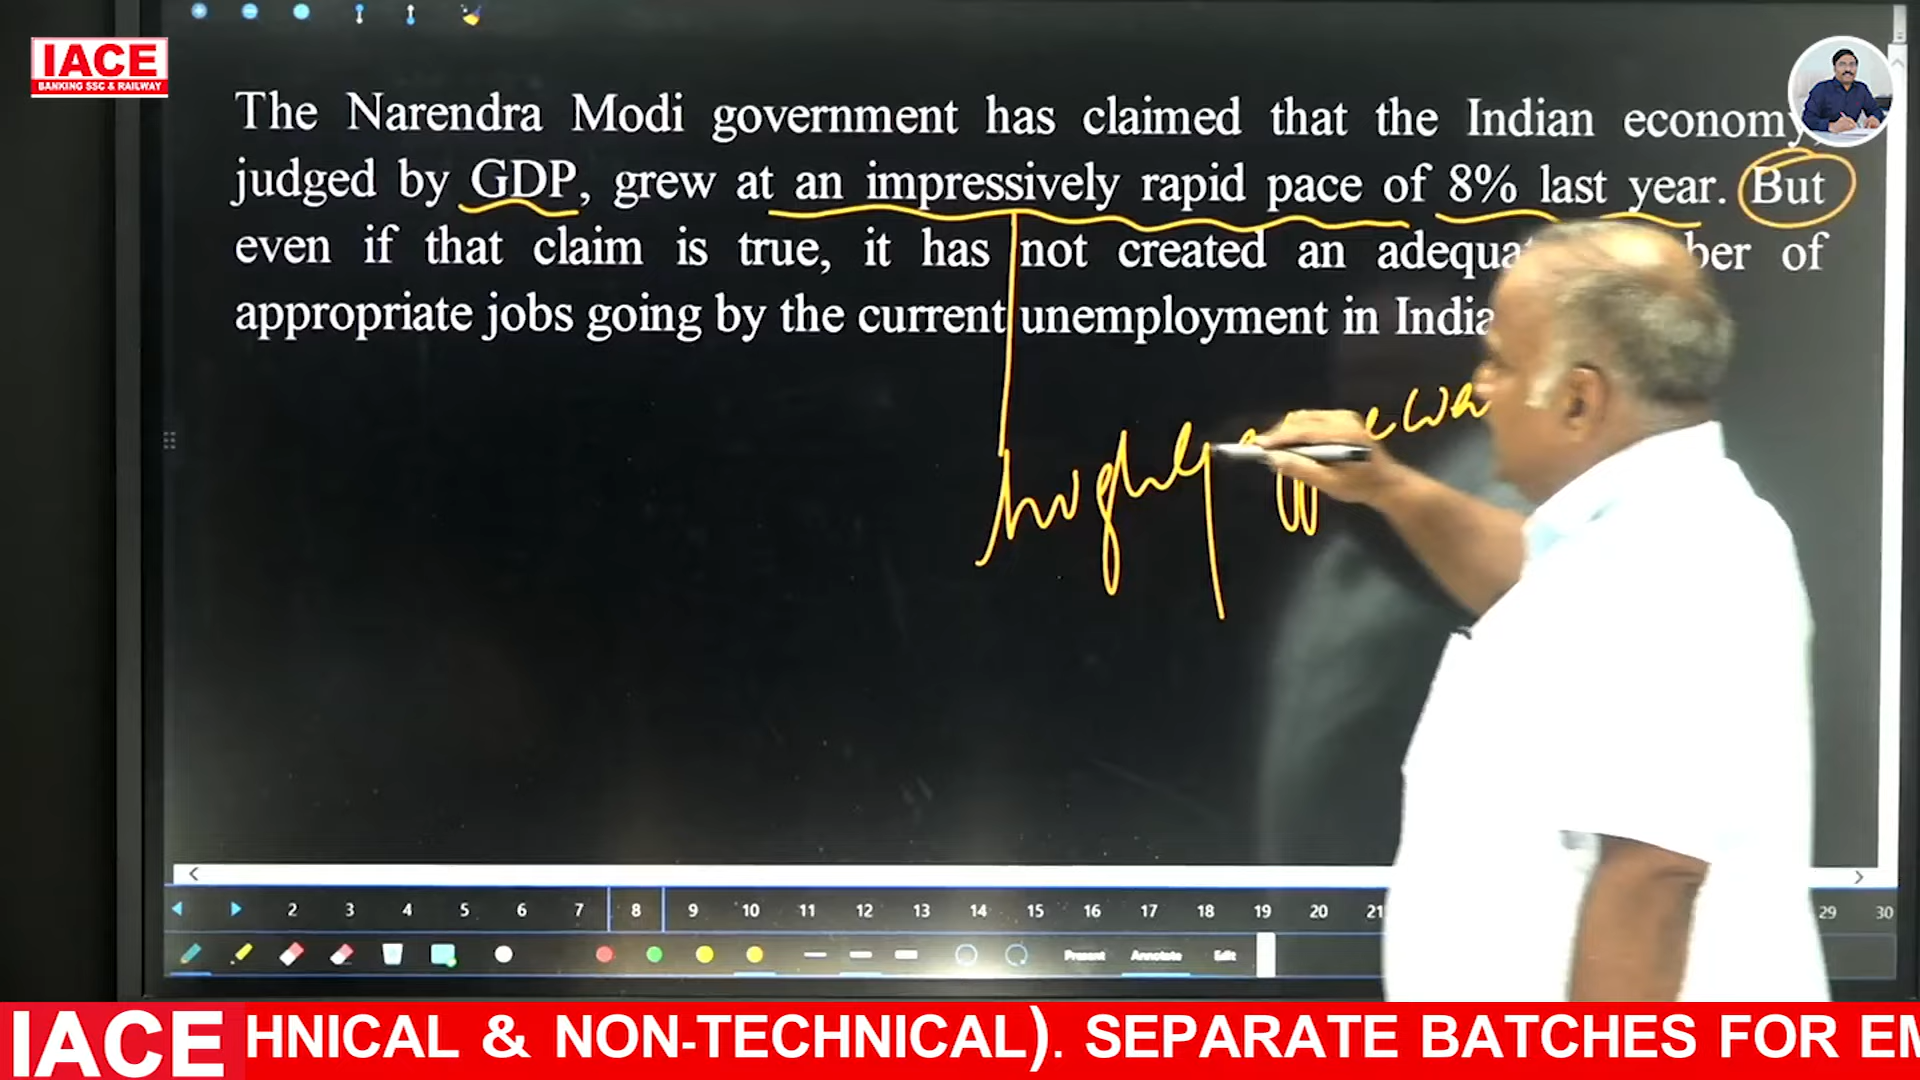 IACE
BANKING SSC & RAILWAY
The Narendra Modi government has claimed that the Indian economy,
judged by GDP, grew at an impressively rapid pace of 8% last year. But
even if that claim is true, it has not created an of
appropriate jobs going by the current unemployment in India
highly
2 3 4 5 6 7 8 9 10 11 12 13 14 15 16 17 18 19 20 21 29 30
Present Annotate Edit
IACE HNICAL & NON-TECHNICAL). SEPARATE BATCHES FOR EM